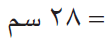 = ٢٨ سم